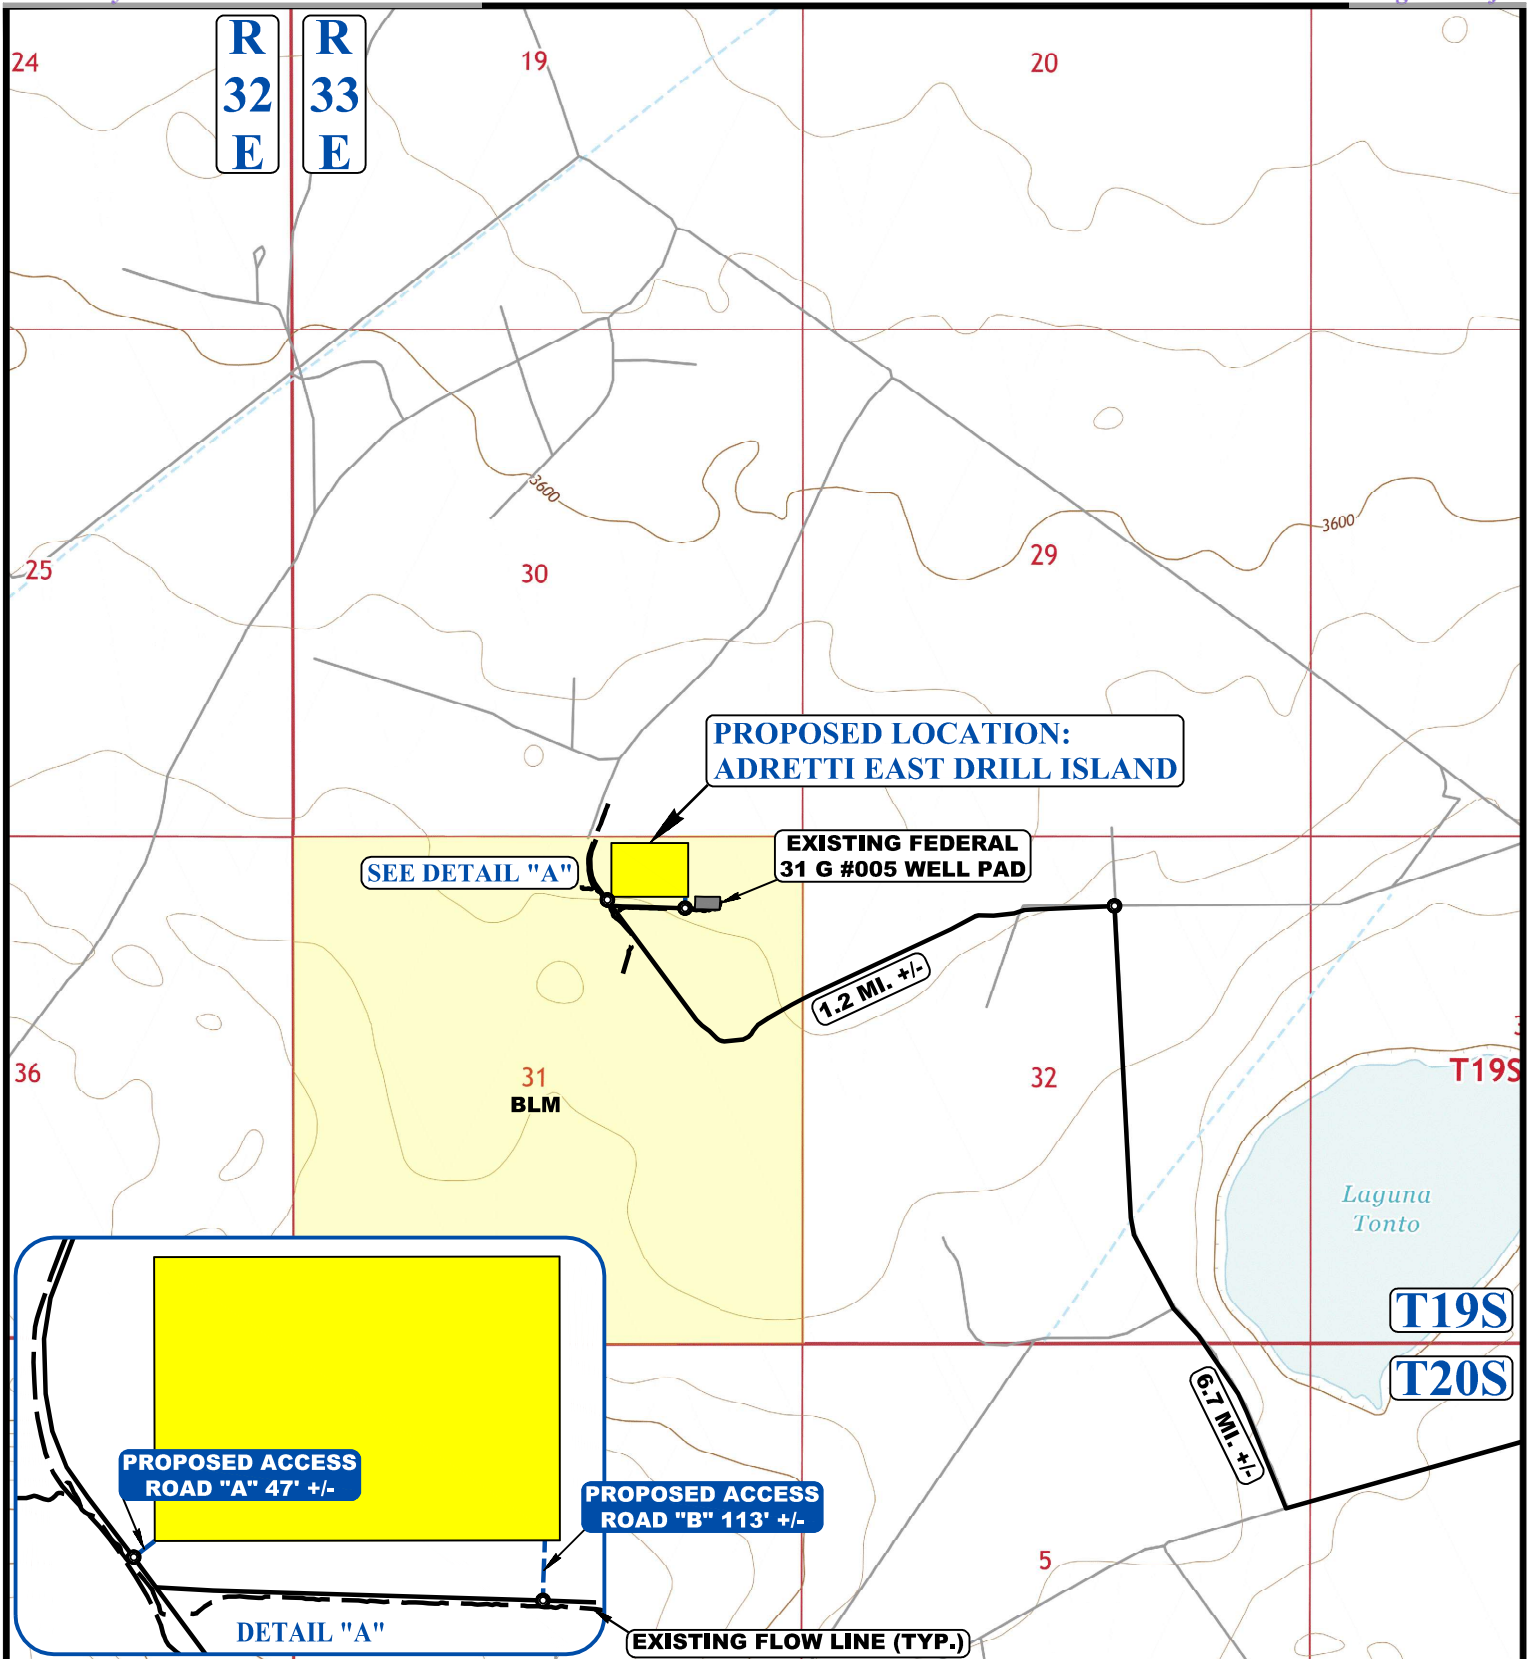 R
32
E
R
33
E
24
19
20
3600
3600
25
30
29
PROPOSED LOCATION:
ADRETTI EAST DRILL ISLAND
SEE DETAIL "A"
EXISTING FEDERAL
31 G #005 WELL PAD
1.2 MI. +/-
36
31
BLM
32
T19S
Laguna
Tonto
T19S
T20S
6.7 MI. +/-
PROPOSED ACCESS
ROAD "A" 47' +/-
PROPOSED ACCESS
ROAD "B" 113' +/-
5
DETAIL "A"
EXISTING FLOW LINE (TYP.)